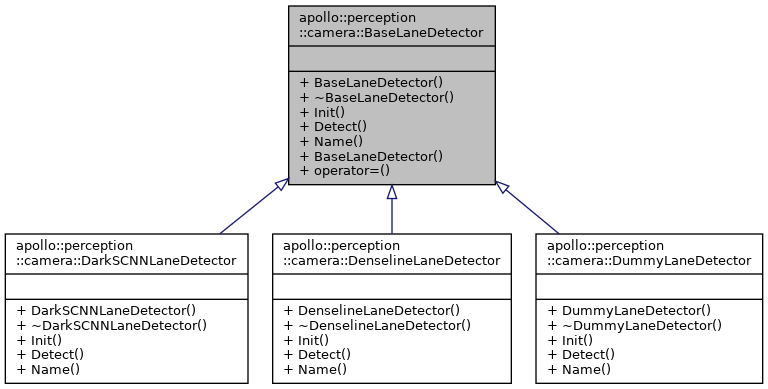 apollo::perception
::camera::BaseLaneDetector
+ BaseLaneDetector()
+ ~BaseLaneDetector()
+ Init()
+ Detect()
+ Name()
+ BaseLaneDetector()
+ operator=()
apollo::perception
::camera::DarkSCNNLaneDetector
+ DarkSCNNLaneDetector()
+ ~DarkSCNNLaneDetector()
+ Init()
+ Detect()
+ Name()
apollo::perception
::camera::DenselineLaneDetector
+ DenselineLaneDetector()
+ ~DenselineLaneDetector()
+ Init()
+ Detect()
+ Name()
apollo::perception
::camera::DummyLaneDetector
+ DummyLaneDetector()
+ ~DummyLaneDetector()
+ Init()
+ Detect()
+ Name()